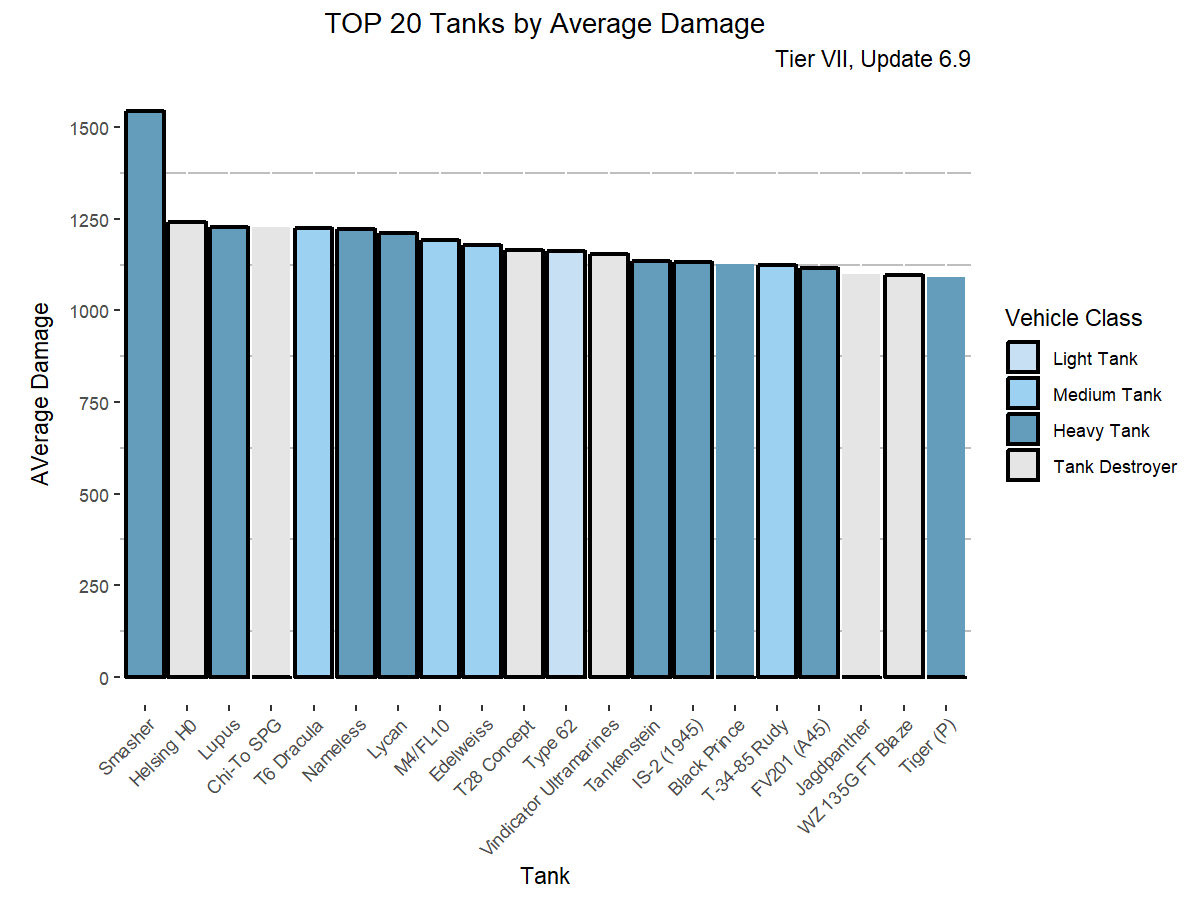 TOP 20 Tanks by Average Damage
Tier VII, Update 6.9
AVerage Damage
1500
1250
1000
750
500
250
0
Smasher
Helsing H0
Lupus
Chi-To SPG
T6 Dracula
Nameless
Lycan
M4/FL10
Edelweiss
T28 Concept
Type 62
Vindicator Ultramarines
Tankenstein
IS-2 (1945)
Black Prince
T-34-85 Rudy
FV201 (A45)
Jagdpanther
WZ 135G FT Blaze
Tiger (P)
Tank
Vehicle Class
Light Tank
Medium Tank
Heavy Tank
Tank Destroyer